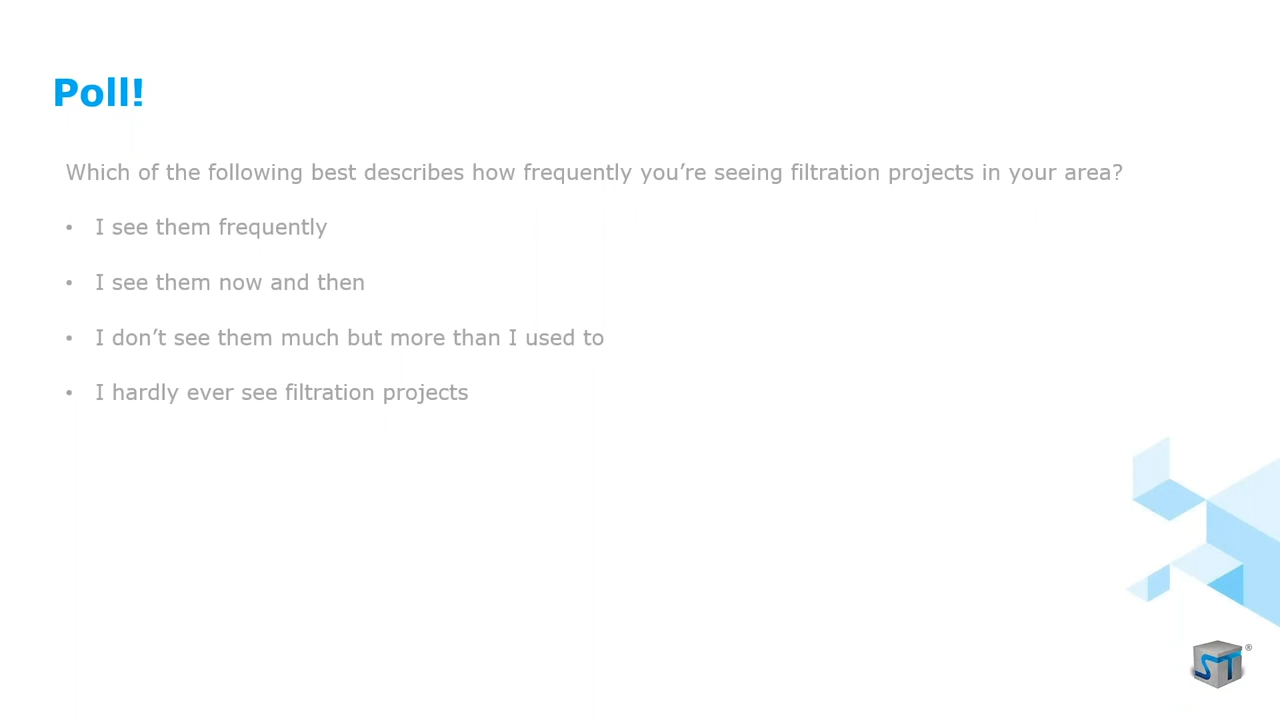 Poll!
Which of the following best describes how frequently you’re seeing filtration projects in your area?
• I see them frequently
• I see them now and then
• I don’t see them much but more than I used to
• I hardly ever see filtration projects
ST®